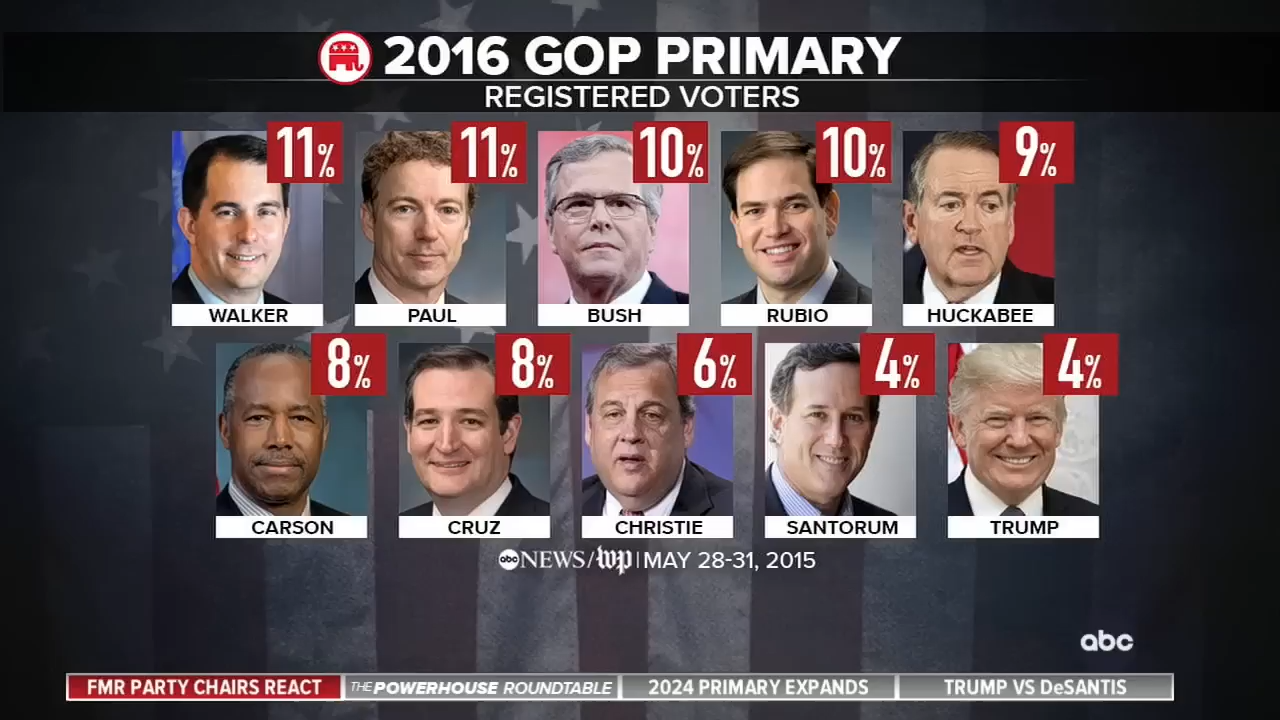 2016 GOP PRIMARY
REGISTERED VOTERS
11% 11% 10% 10% 9%
WALKER PAUL BUSH RUBIO HUCKABEE
8% 8% 6% 4% 4%
CARSON CRUZ CHRISTIE SANTORUM TRUMP
abc NEWS/wp | MAY 28-31, 2015
abc
FMR PARTY CHAIRS REACT THE POWERHOUSE ROUNDTABLE 2024 PRIMARY EXPANDS TRUMP VS DeSANTIS